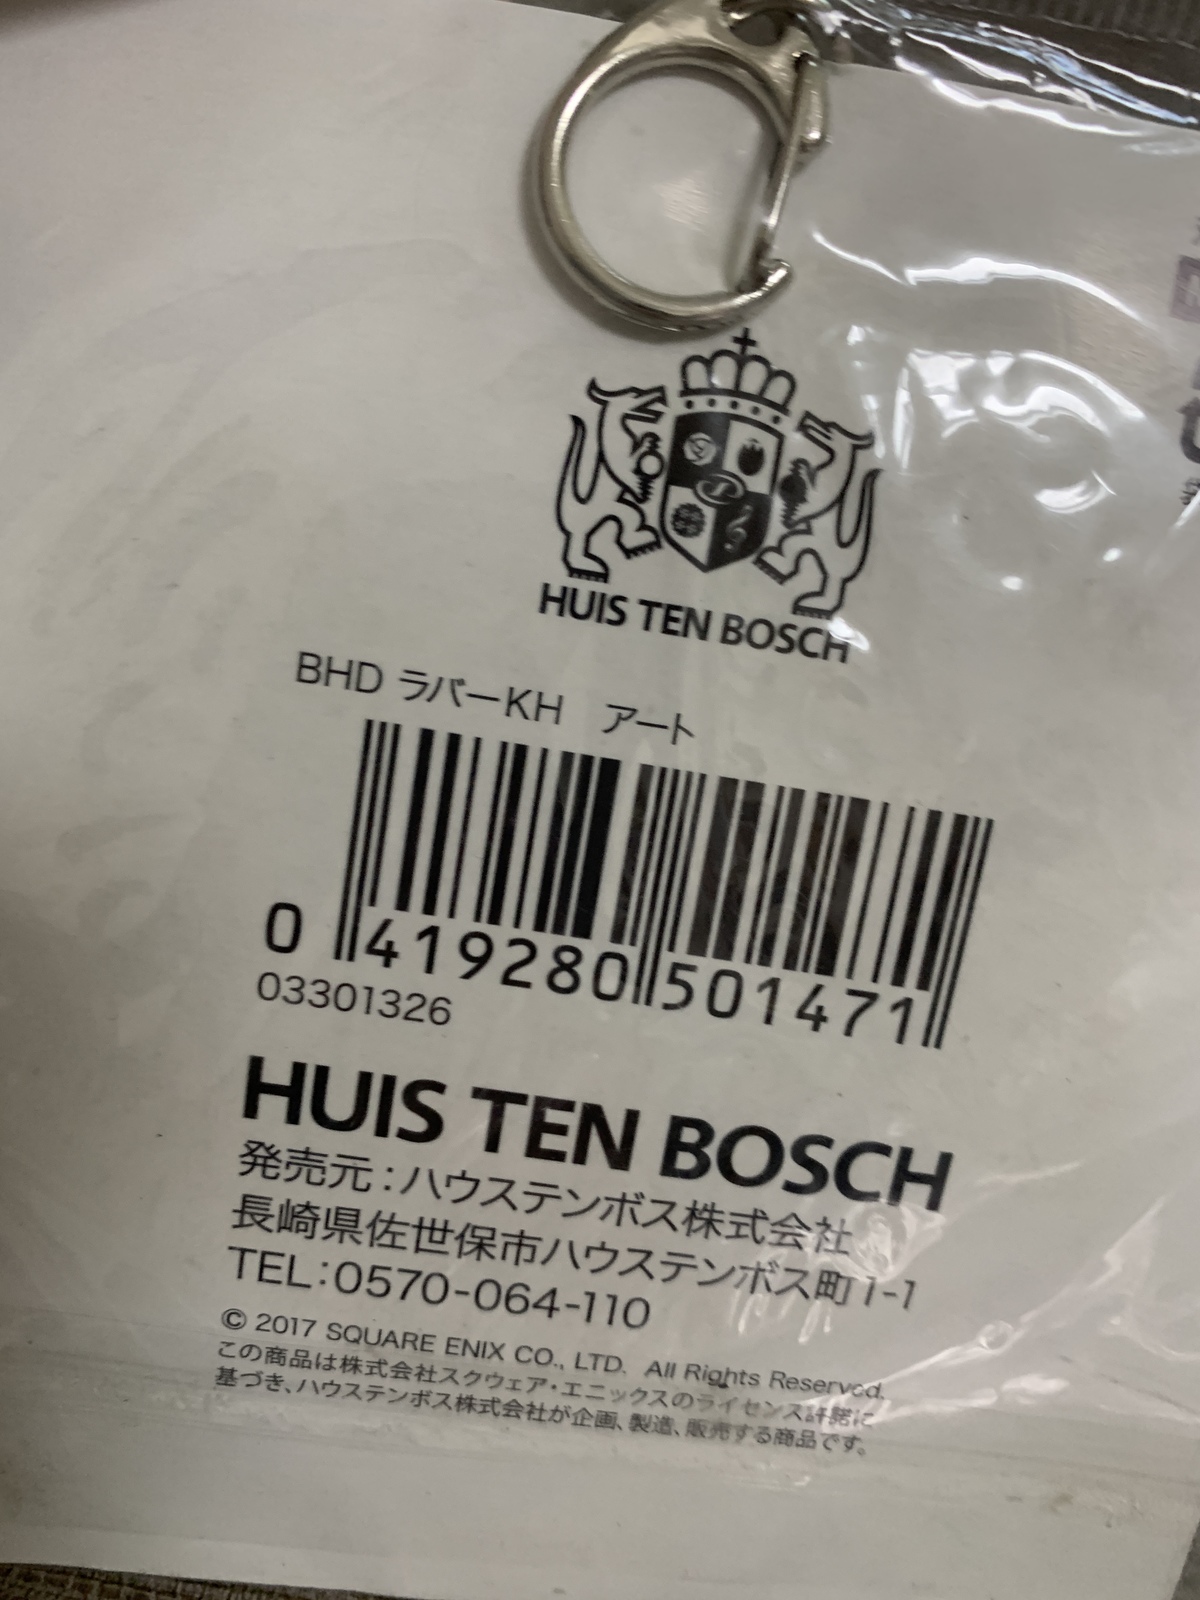 HUIS TEN BOSCH
BHD ラバーKH アート
0 419280 501471
03301326
HUIS TEN BOSCH
発売元:ハウステンボス株式会社
長崎県佐世保市ハウステンボス町1-1
TEL:0570-064-110
© 2017 SQUARE ENIX CO., LTD. All Rights Reserved.
この商品は株式会社スクウェア・エニックスのライセンス許諾に
基づき、ハウステンボス株式会社が企画、製造、販売する商品です。